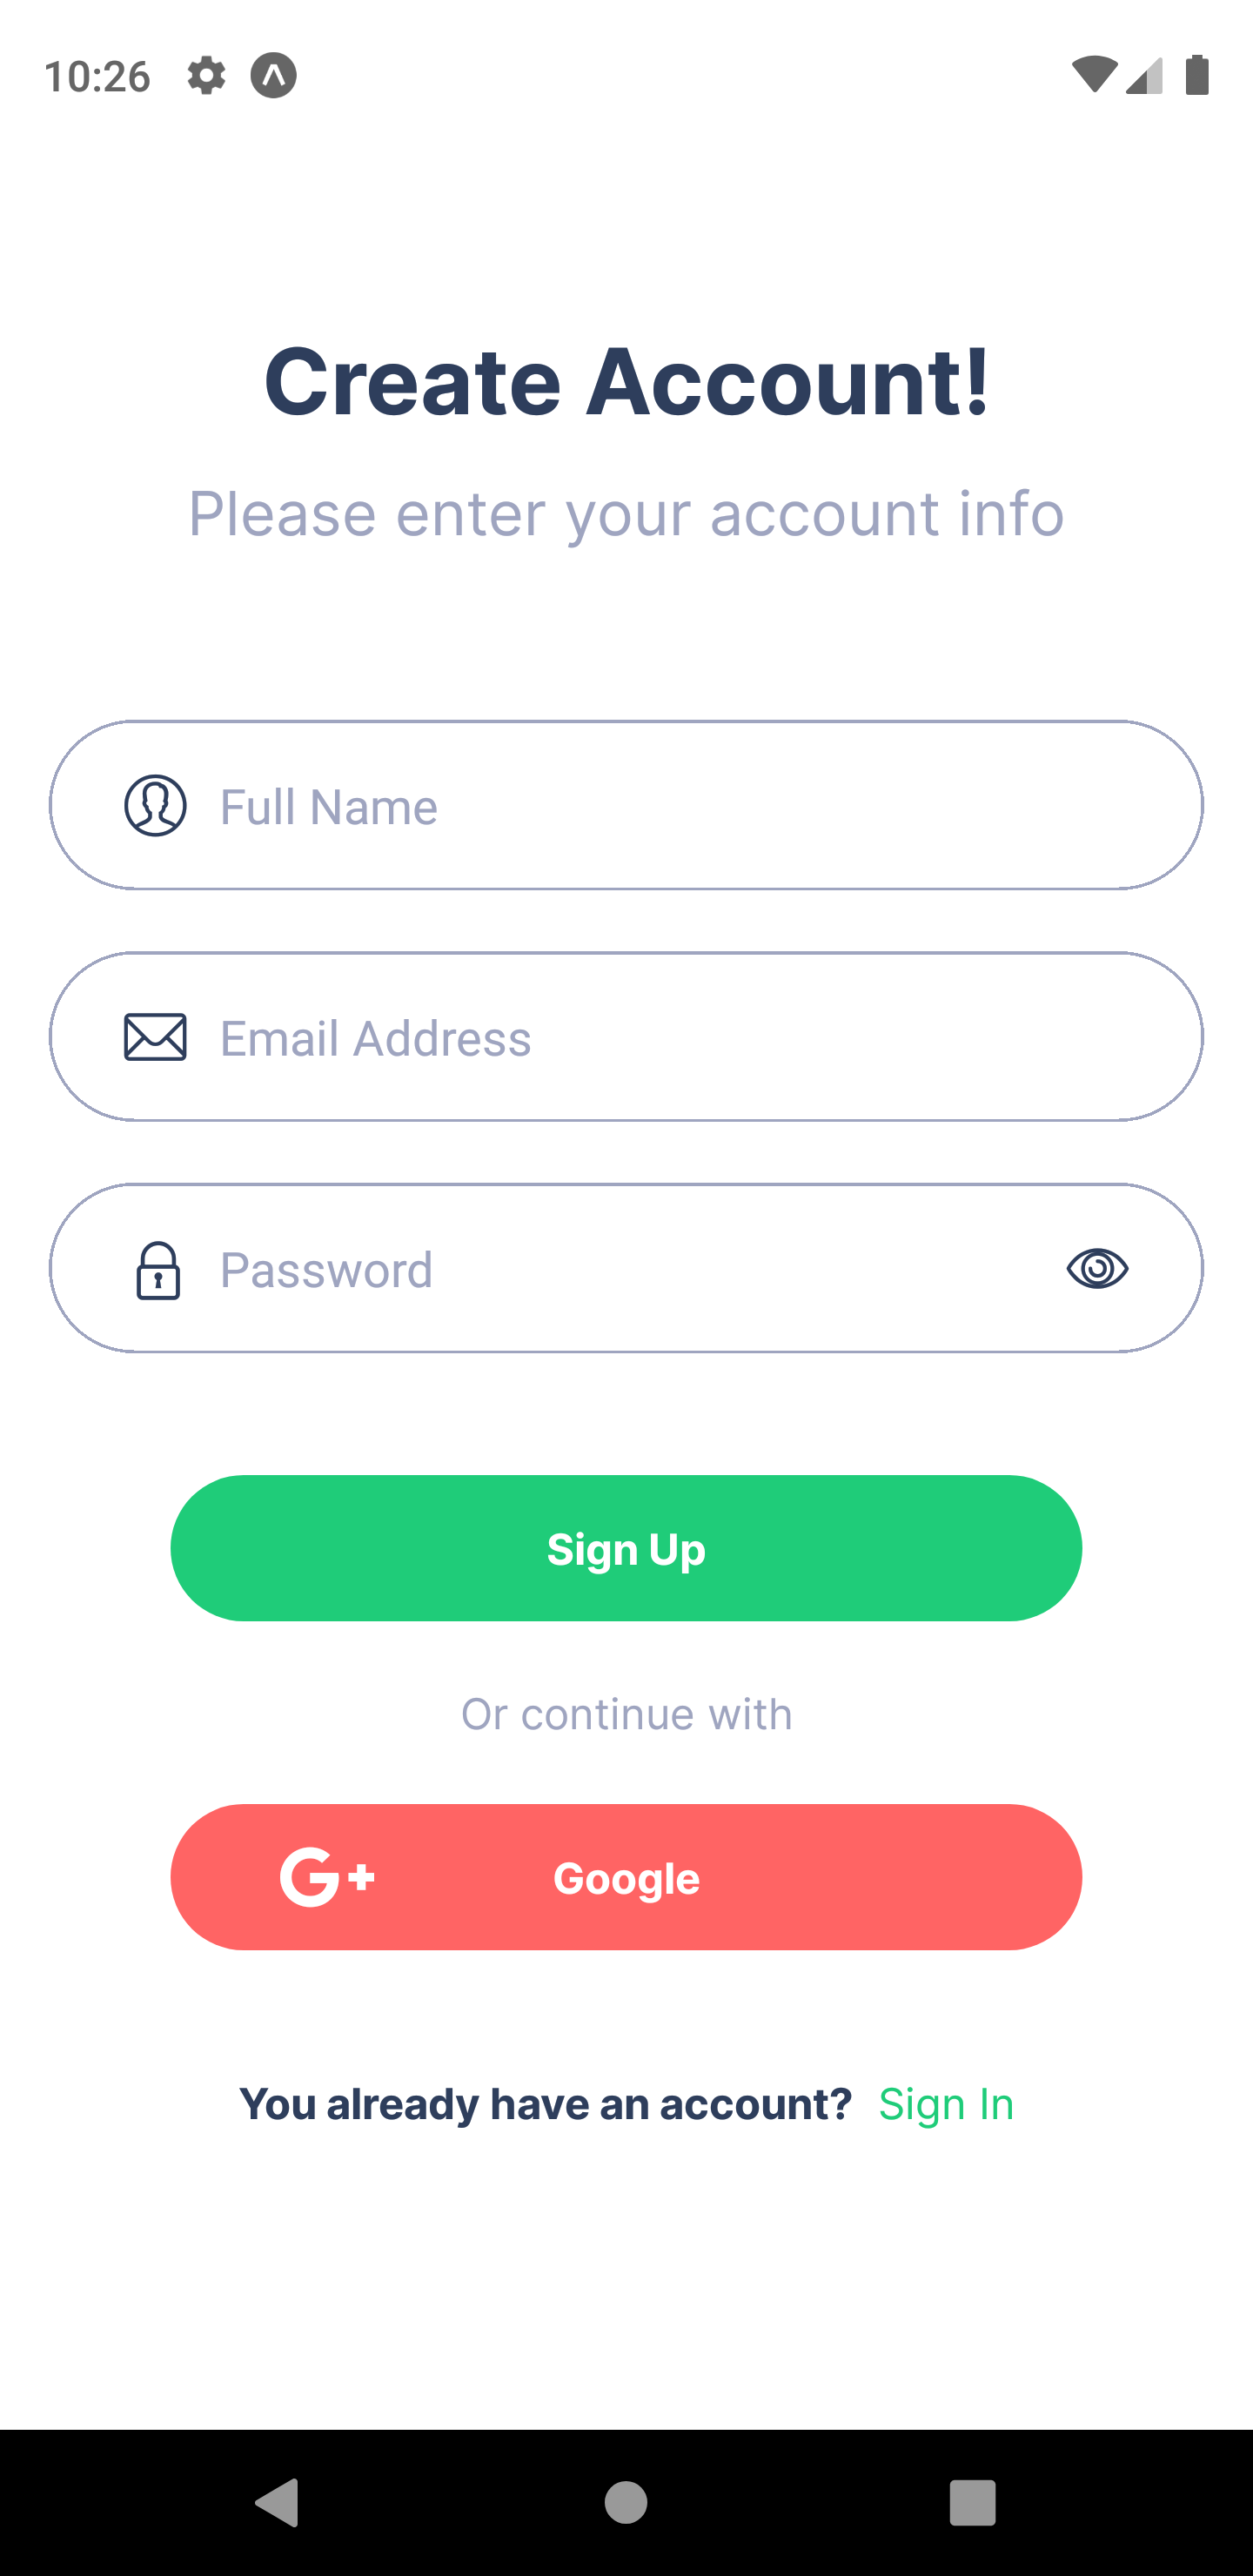 10:26
Create Account!
Please enter your account info
Full Name
Email Address
Password
Sign Up
Or continue with
G+ Google
You already have an account? Sign In